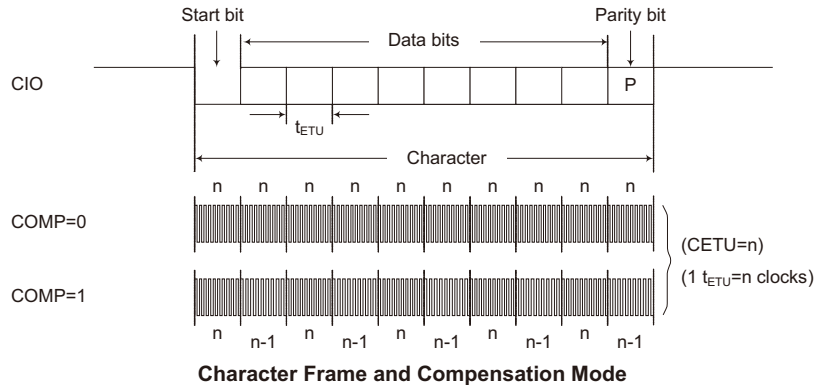 Start bit
Parity bit
Data bits
CIO
P
tETU
Character
n n n n n n n n n n
COMP=0
(CETU=n)
(1 tETU=n clocks)
COMP=1
n n-1 n n-1 n n-1 n n-1 n n-1
Character Frame and Compensation Mode